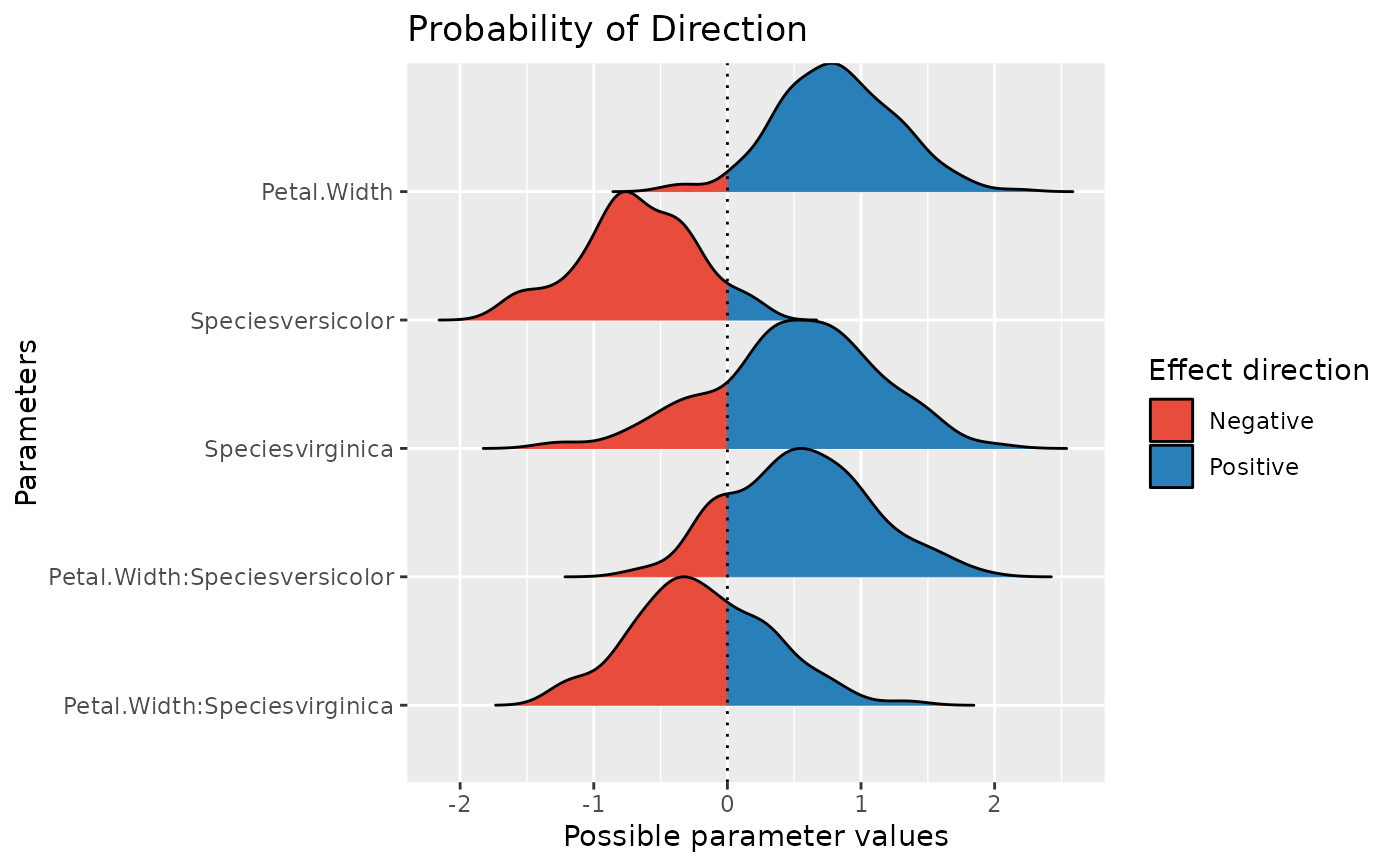 Probability of Direction
Parameters
Petal.Width
Speciesversicolor
Speciesvirginica
Petal.Width:Speciesversicolor
Petal.Width:Speciesvirginica
-2 -1 0 1 2
Possible parameter values
Effect direction
Negative
Positive